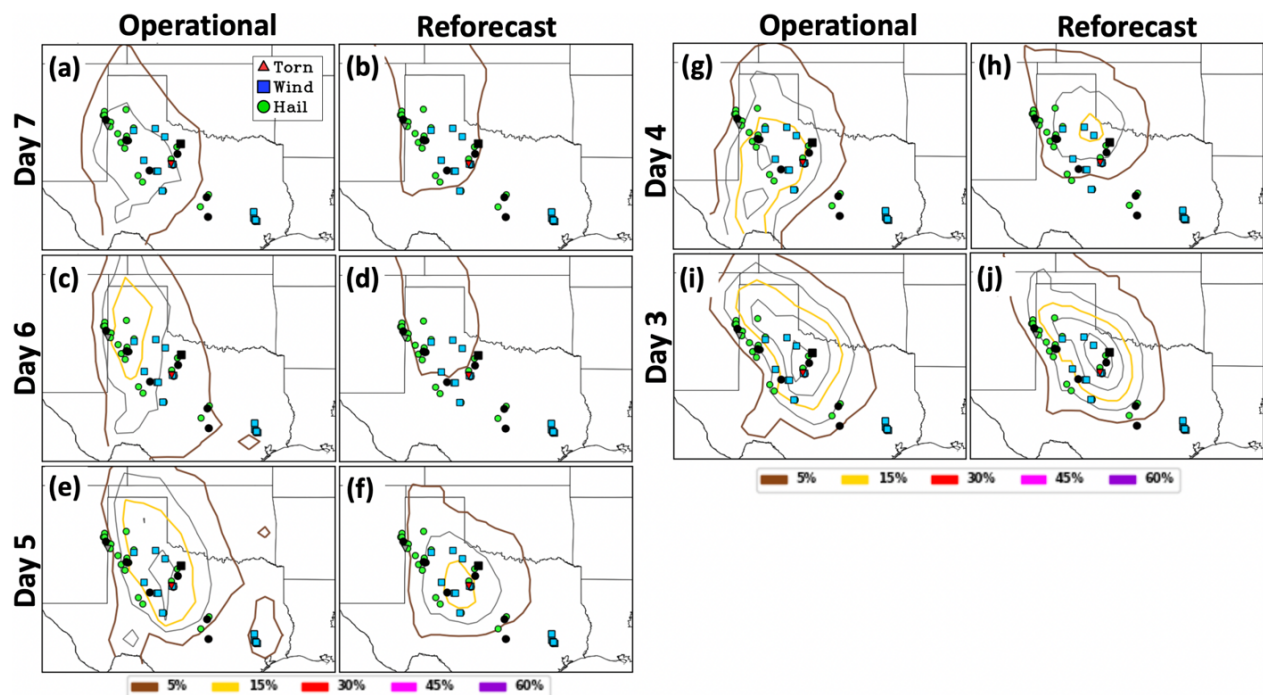 Operational Reforecast Operational Reforecast
(a) (b) (g) (h)
Torn
Wind
Hail
Day 7 Day 4
(c) (d) (i) (j)
Day 6 Day 3
(e) (f)
5% 15% 30% 45% 60%
Day 5
5% 15% 30% 45% 60%